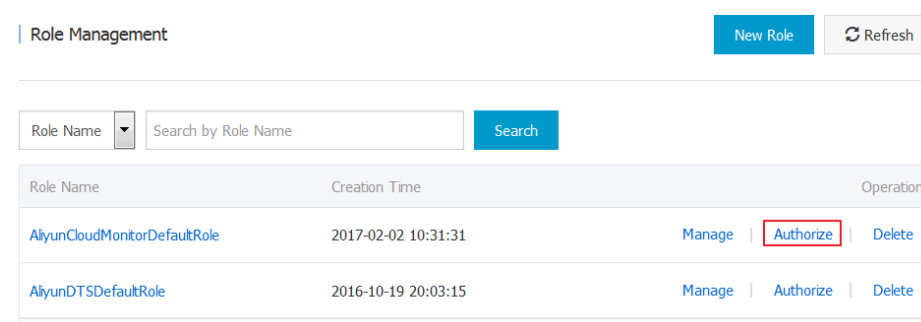 Role Management New Role Refresh
Role Name Search by Role Name Search
Role Name Creation Time Operation
AliyunCloudMonitorDefaultRole 2017-02-02 10:31:31 Manage | Authorize | Delete
AliyunDTSDefaultRole 2016-10-19 20:03:15 Manage | Authorize | Delete